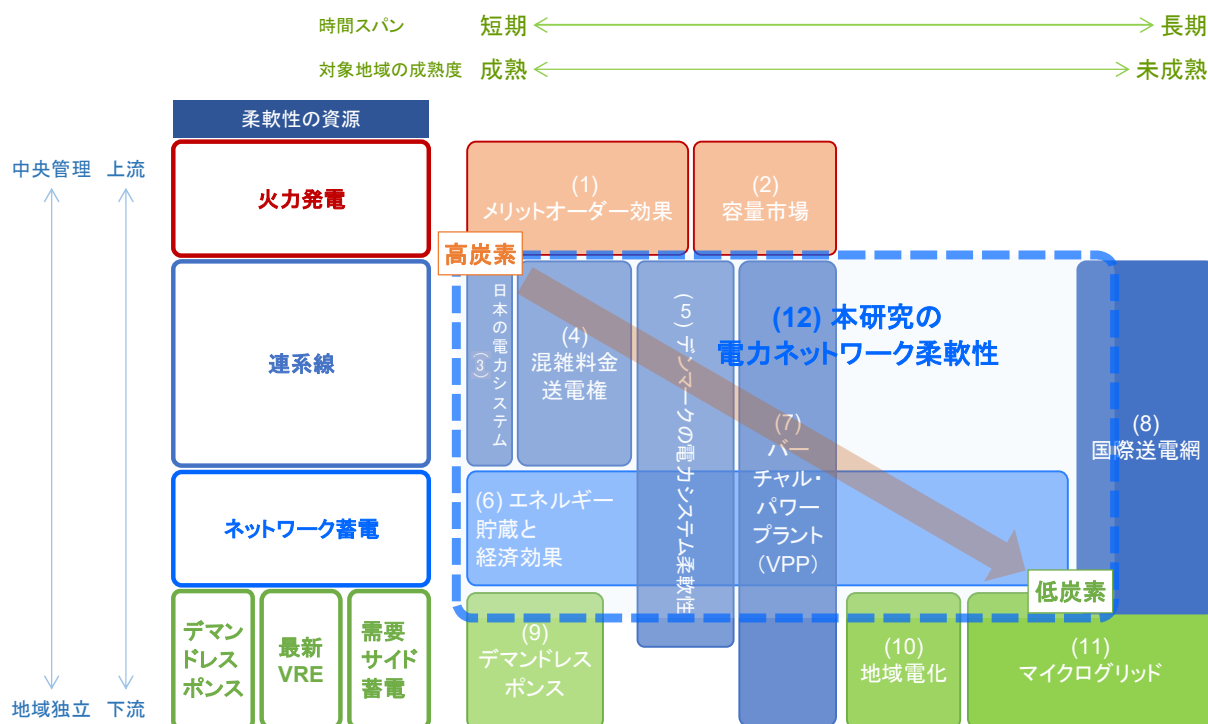 時間スパン 短期 長期
対象地域の成熟度 成熟 未成熟
柔軟性の資源
中央管理 上流
火力発電
(1)
メリットオーダー効果
(2)
容量市場
高炭素
連系線
日本の電力システム
(3)
(4)
混雑料金
送電権
(5)デンマークの電力システム柔軟性
(12) 本研究の
電力ネットワーク柔軟性
(7)
バー
チャル・
パワー
プラント
(VPP)
(8)
国際送電網
ネットワーク蓄電
(6) エネルギー
貯蔵と
経済効果
低炭素
デマン
ドレス
ポンス
最新
VRE
需要
サイド
蓄電
(9)
デマンドレス
ポンス
(10)
地域電化
(11)
マイクログリッド
地域独立 下流